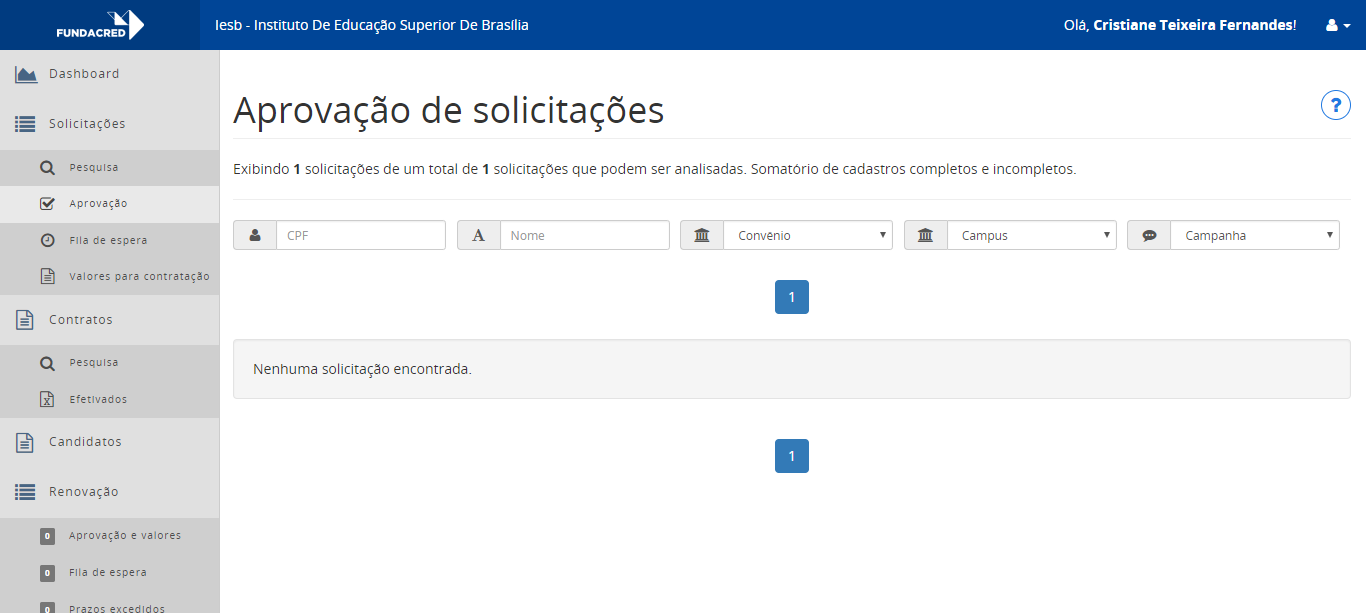 FUNDACRED
Iesb - Instituto De Educação Superior De Brasília
Olá, Cristiane Teixeira Fernandes!
Dashboard
Solicitações
Pesquisa
Aprovação
Fila de espera
Valores para contratação
Contratos
Pesquisa
Efetivados
Candidatos
Renovação
0 Aprovação e valores
0 Fila de espera
0 Prazos excedidos
Aprovação de solicitações
?
Exibindo 1 solicitações de um total de 1 solicitações que podem ser analisadas. Somatório de cadastros completos e incompletos.
CPF
A Nome
Convênio
Campus
Campanha
1
Nenhuma solicitação encontrada.
1